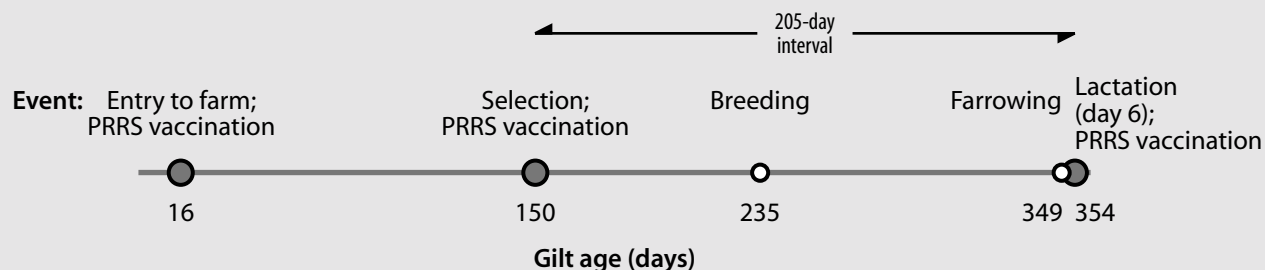 205-day
interval
Event: Entry to farm;
PRRS vaccination
Selection;
PRRS vaccination
Breeding
Farrowing
Lactation
(day 6);
PRRS vaccination
16
150
235
349
354
Gilt age (days)